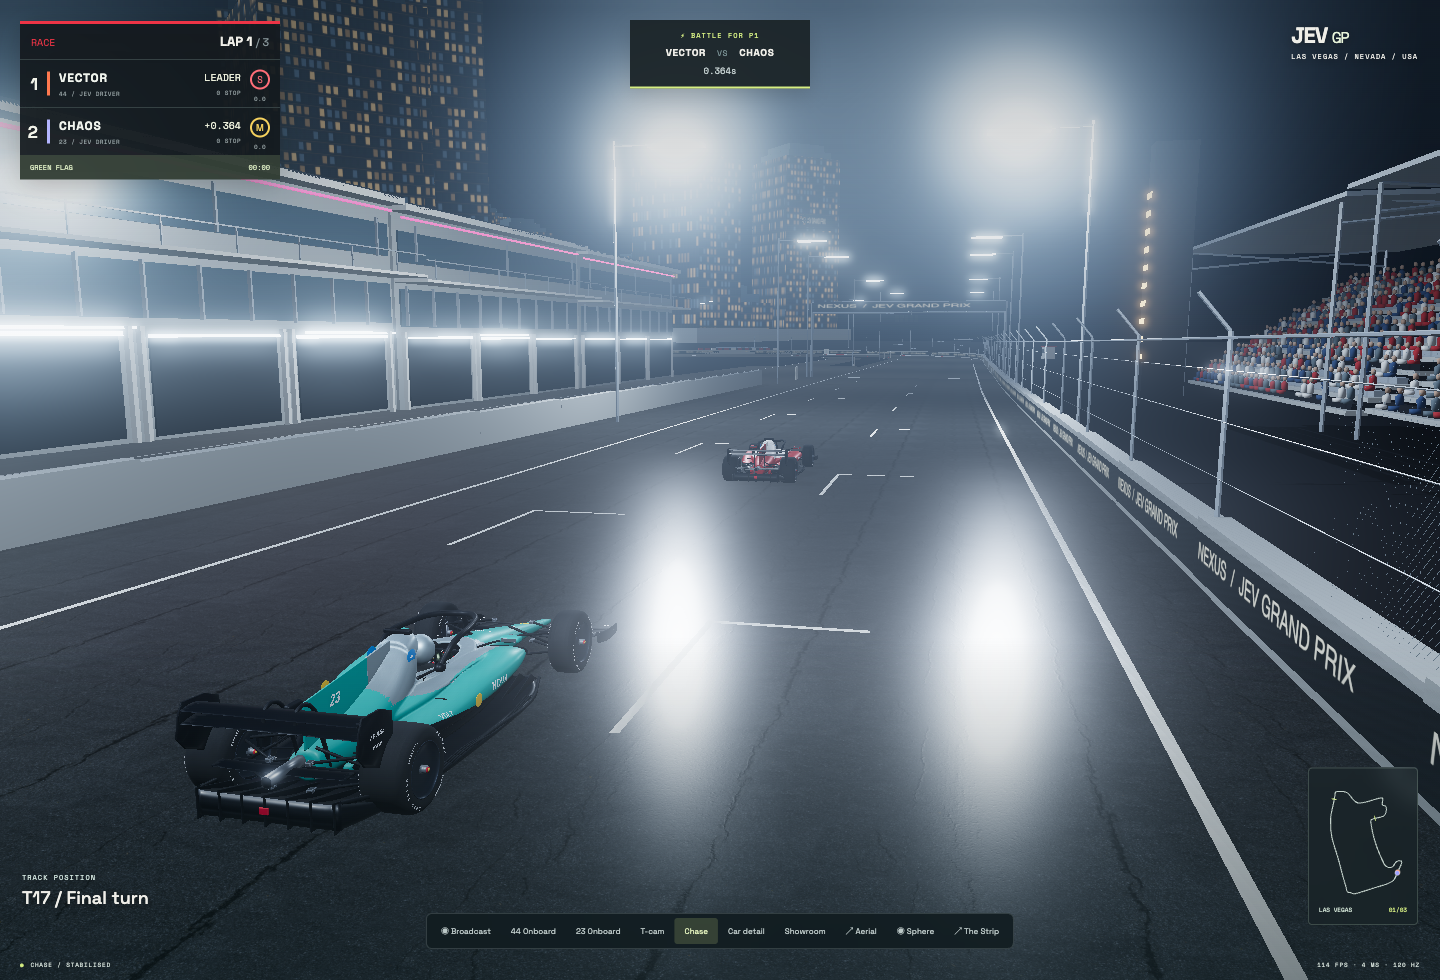 RACE
LAP 1 / 3
1 VECTOR LEADER S
44 / JEV DRIVER 0 STOP 0.0
2 CHAOS +0.364 M
23 / JEV DRIVER 0 STOP 0.0
GREEN FLAG 00:00
⚡ BATTLE FOR P1
VECTOR VS CHAOS
0.364s
JEV GP
LAS VEGAS / NEVADA / USA
NEXUS / JEV GRAND PRIX
NEXUS / JEV GRAND PRIX
NEXUS / JEV GRAND PRIX
NEXUS / JEV GRAND PRIX
N
23
TRACK POSITION
T17 / Final turn
LAS VEGAS 01/03
Broadcast 44 Onboard 23 Onboard T-cam Chase Car detail Showroom Aerial Sphere The Strip
CHASE / STABILISED
114 FPS · 4 MS · 120 HZ